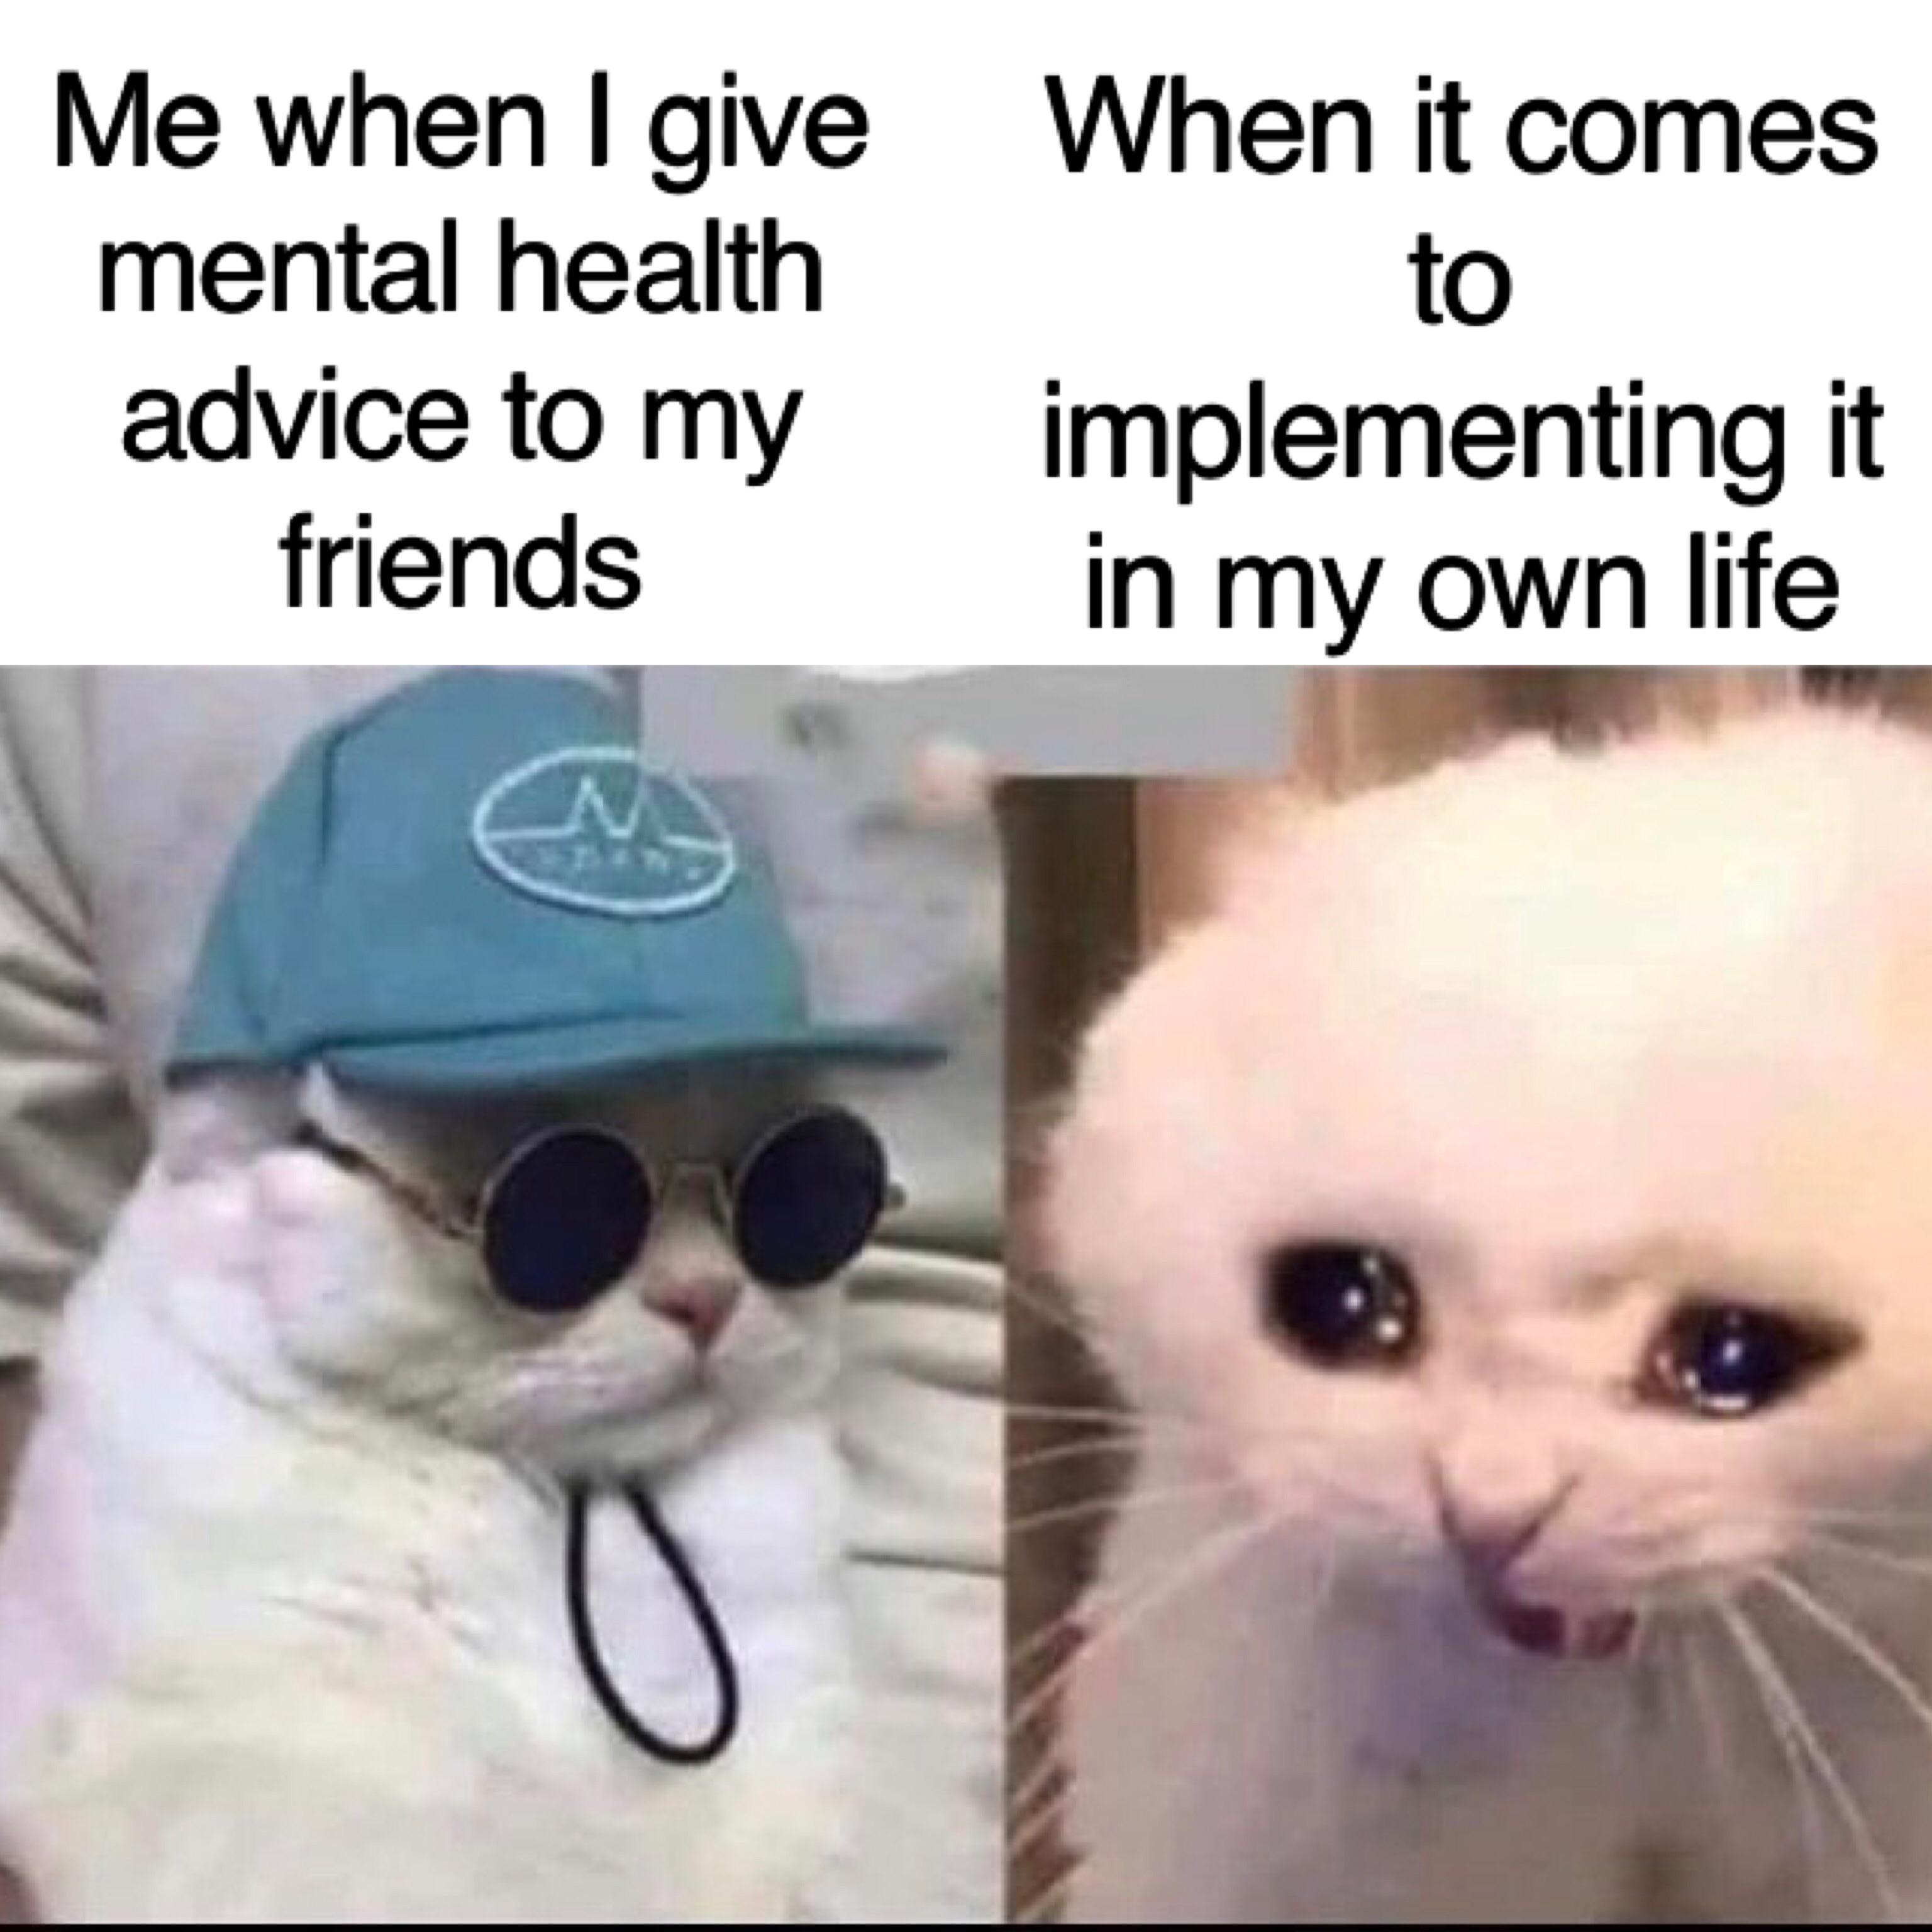 Me when I give
mental health
advice to my
friends
When it comes
to
implementing it
in my own life